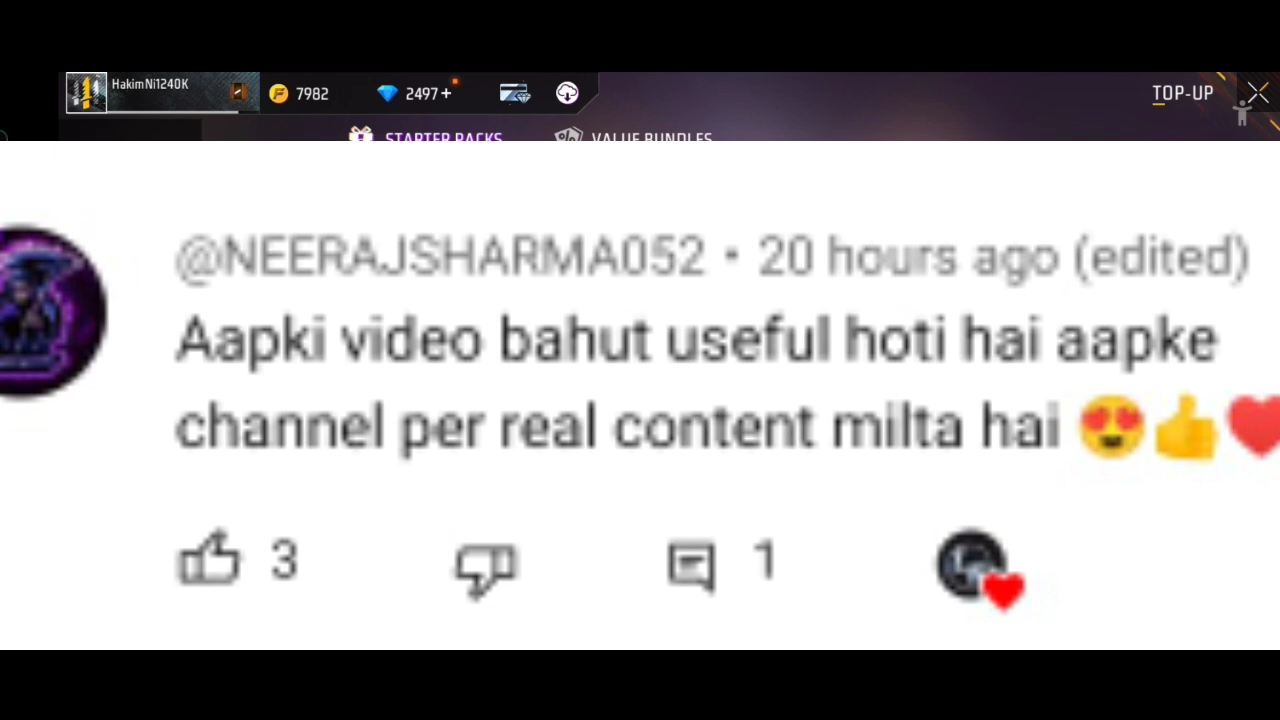 HakimNi1240K
7982
2497+
TOP-UP
STARTER PACKS
VALUE BUNDLES
@NEERAJSHARMA052 • 20 hours ago (edited)
Aapki video bahut useful hoti hai aapke
channel per real content milta hai 😍👍❤️
3
1